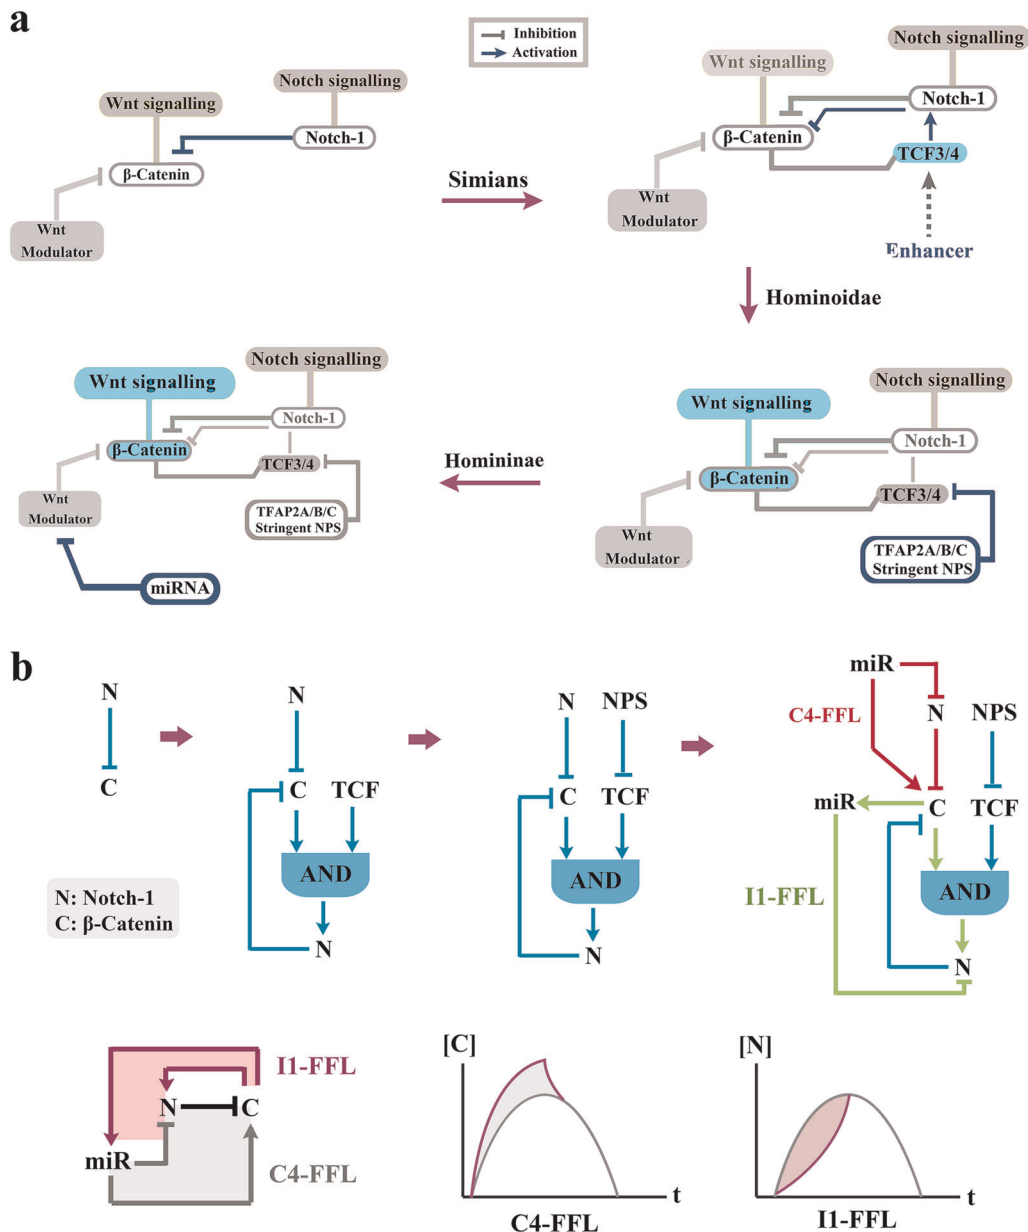 a
Inhibition
Activation
Wnt signalling
Notch signalling
Notch-1
β-Catenin
Wnt
Modulator
Simians
Wnt signalling
Notch signalling
Notch-1
β-Catenin
TCF3/4
Wnt
Modulator
Enhancer
Hominoidae
Wnt signalling
Notch signalling
Notch-1
β-Catenin
TCF3/4
Wnt
Modulator
TFAP2A/B/C
Stringent NPS
Homininae
Wnt signalling
Notch signalling
Notch-1
β-Catenin
TCF3/4
Wnt
Modulator
TFAP2A/B/C
Stringent NPS
miRNA
b
N
C
N
C TCF
AND
N
N NPS
C TCF
AND
N
miR
C4-FFL
N NPS
miR C TCF
AND
I1-FFL
N
N: Notch-1
C: β-Catenin
I1-FFL
N C
miR
C4-FFL
[C]
t
C4-FFL
[N]
t
I1-FFL